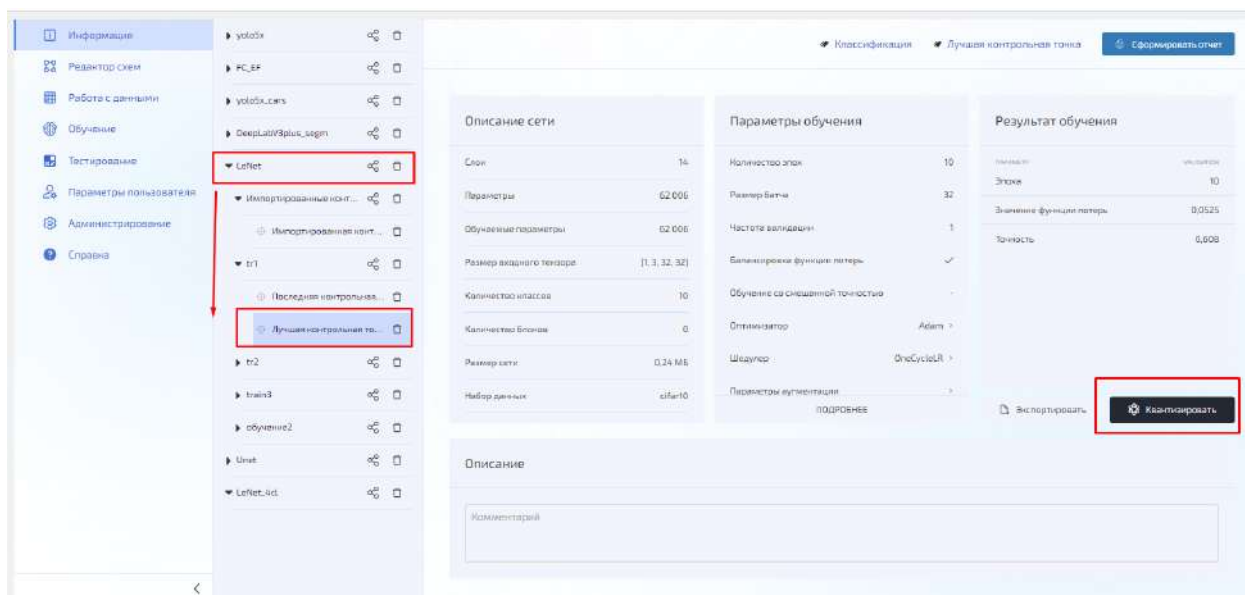 Информация
Редактор схем
Работа с данными
Обучение
Тестирование
Параметры пользователя
Администрирование
Справка
yolo5x
FC_EF
yolo5x_cars
DeepLabV3plus_segm
LeNet
Импортированные конт...
Импортированная конт...
tr1
Последняя контрольная...
Лучшая контрольная то...
tr2
train3
обучение2
Unet
LeNet_4cl
Классификация
Лучшая контрольная точка
Сформировать отчет
Описание сети
Слои 14
Параметры 62 006
Обучаемые параметры 62 006
Размер входного тензора [1, 3, 32, 32]
Количество классов 10
Количество блоков 0
Размер сети 0,24 МБ
Набор данных cifar10
Параметры обучения
Количество эпох 10
Размер батча 32
Частота валидации 1
Балансировка функции потерь
Обучение со смешанной точностью -
Оптимизатор Adam
Шедулер OneCycleLR
Параметры аугментации
ПОДРОБНЕЕ
Результат обучения
Эпоха 10
Значение функции потерь 0,0525
Точность 0,608
Экспортировать
Квантизировать
Описание
Комментарий